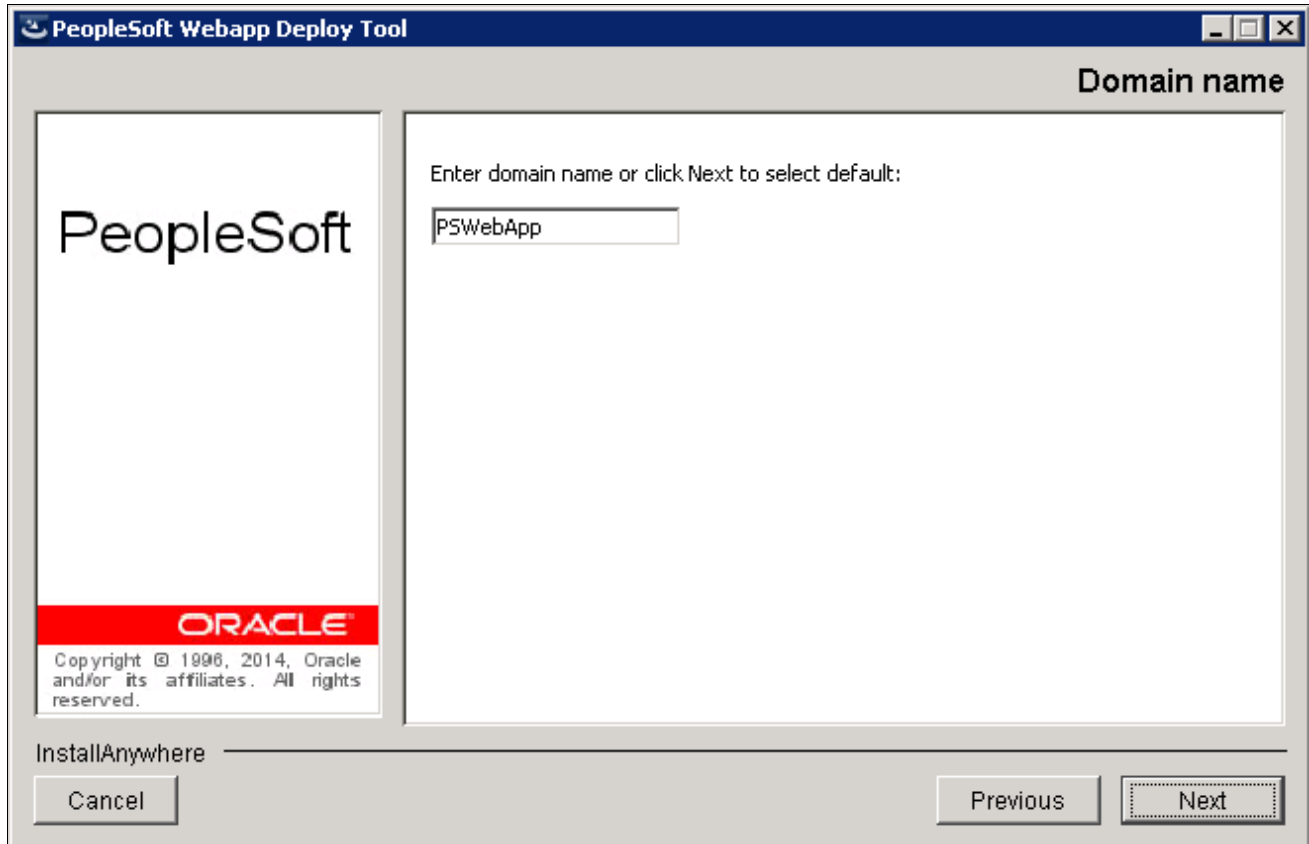 PeopleSoft Webapp Deploy Tool
Domain name
PeopleSoft
Enter domain name or click Next to select default:
PSWebApp
ORACLE
Copyright © 1996, 2014, Oracle
and/or its affiliates. All rights
reserved.
InstallAnywhere
Cancel
Previous
Next